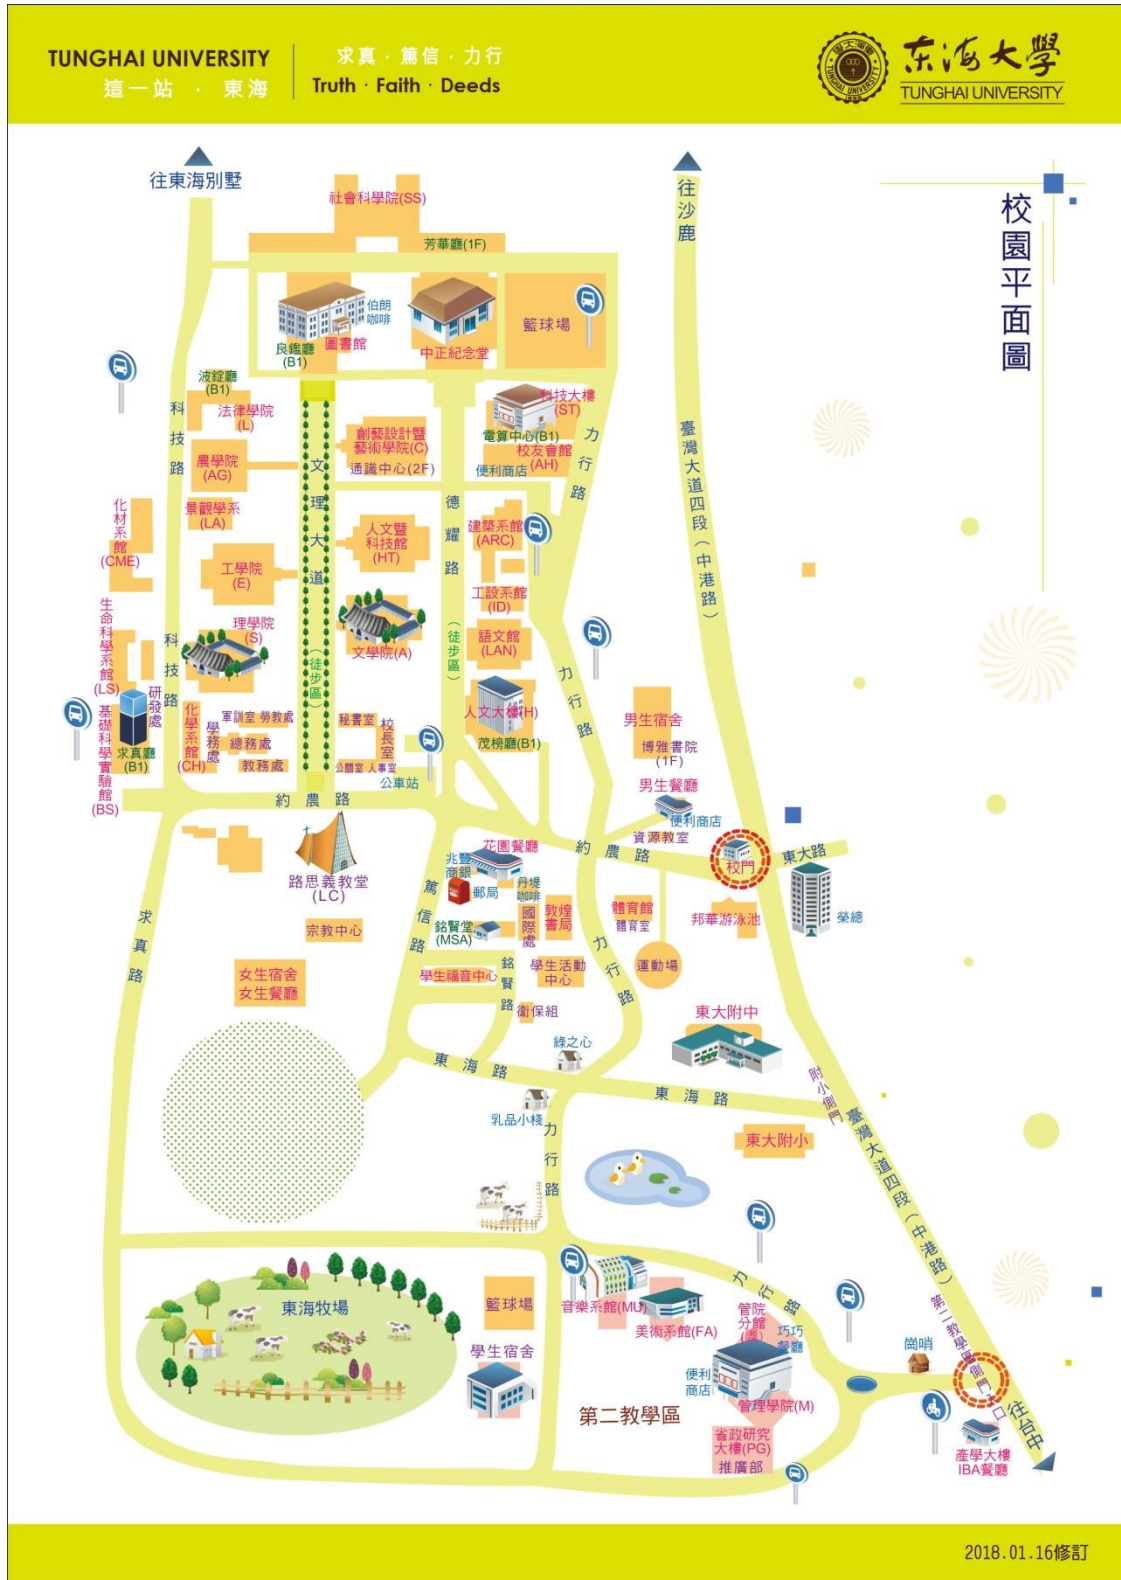 TUNGHAI UNIVERSITY
這一站 · 東海
求真 · 篤信 · 力行
Truth · Faith · Deeds
东海大學
TUNGHAI UNIVERSITY
校園平面圖
往東海別墅
往沙鹿
社會科學院(SS)
芳華廳(1F)
伯朗
咖啡
圖書館
良鑑廳
(B1)
中正紀念堂
籃球場
波錠廳
(B1)
法律學院
(L)
科技路
農學院
(AG)
文理大道
創藝設計暨
藝術學院(C)
通識中心(2F)
科技大樓
(ST)
電算中心(B1)
校友會館
(AH)
便利商店
力行路
臺灣大道四段(中港路)
化材系館
(CME)
景觀學系
(LA)
工學院
(E)
人文暨
科技館
(HT)
德耀路
建築系館
(ARC)
工設系館
(ID)
生命科學系館
(LS)
理學院
(S)
科技路
(徒步區)
文學院(A)
(徒步區)
語文館
(LAN)
力行路
研發處
求真廳
(B1)
基礎科學實驗館
(BS)
化學系館
(CH)
學務處
軍訓室 勞教處
總務處
教務處
秘書室
校長室
公關室 人事室
公車站
人文大樓(H)
茂榜廳(B1)
男生宿舍
博雅書院
(1F)
男生餐廳
便利商店
資源教室
約農路
約農路
校門
東大路
榮總
路思義教堂
(LC)
花園餐廳
兆豐
商銀
郵局
丹堤
咖啡
篤信路
銘賢堂
(MSA)
國際處
敦煌
書局
體育館
體育室
邦華游泳池
求真路
宗教中心
女生宿舍
女生餐廳
學生福音中心
銘賢路
學生活動
中心
力行路
運動場
衛保組
東大附中
綠之心
東海路
東海路
附小側門
乳品小棧
力行路
東大附小
臺灣大道四段(中港路)
東海牧場
籃球場
學生宿舍
音樂系館(MU)
美術系館(FA)
力行路
管院
分館
巧巧
餐廳
便利
商店
管理學院(M)
第二教學區
省政研究
大樓(PG)
推廣部
崗哨
第二教學區側門入口
往台中
產學大樓
IBA餐廳
2018.01.16修訂